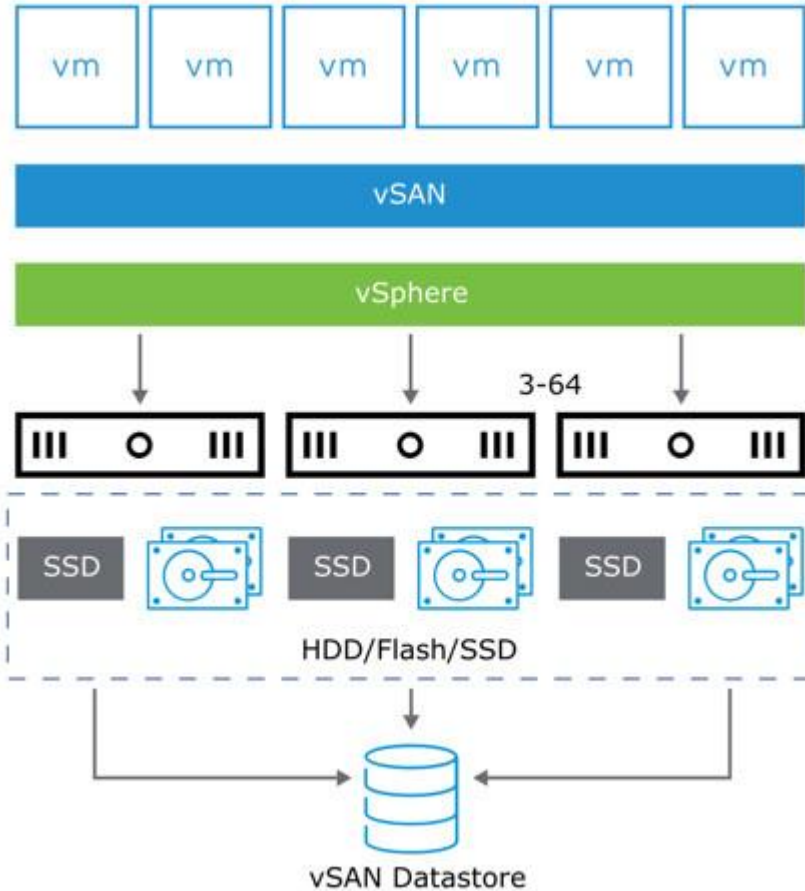 vm vm vm vm vm vm
vSAN
vSphere
3-64
SSD SSD SSD
HDD/Flash/SSD
vSAN Datastore